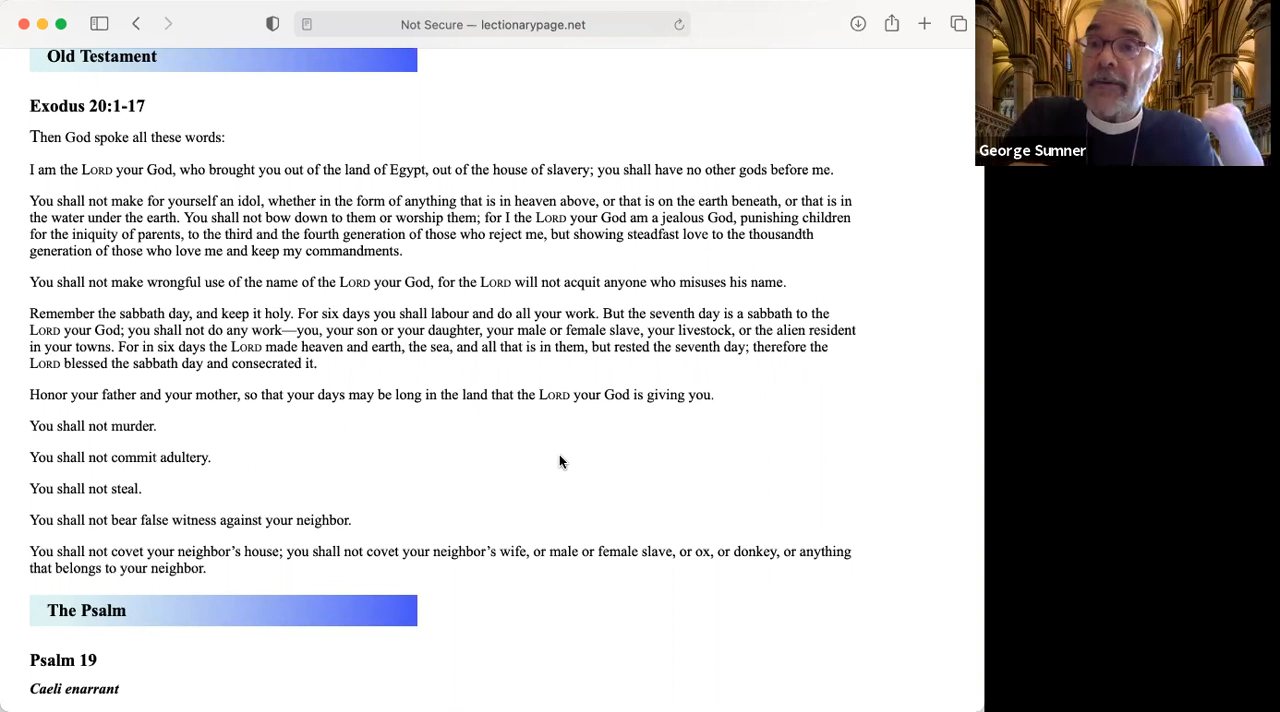 Not Secure — lectionarypage.net
Old Testament
Exodus 20:1-17
Then God spoke all these words:
I am the LORD your God, who brought you out of the land of Egypt, out of the house of slavery; you shall have no other gods before me.
You shall not make for yourself an idol, whether in the form of anything that is in heaven above, or that is on the earth beneath, or that is in
the water under the earth. You shall not bow down to them or worship them; for I the LORD your God am a jealous God, punishing children
for the iniquity of parents, to the third and the fourth generation of those who reject me, but showing steadfast love to the thousandth
generation of those who love me and keep my commandments.
You shall not make wrongful use of the name of the LORD your God, for the LORD will not acquit anyone who misuses his name.
Remember the sabbath day, and keep it holy. For six days you shall labour and do all your work. But the seventh day is a sabbath to the
LORD your God; you shall not do any work—you, your son or your daughter, your male or female slave, your livestock, or the alien resident
in your towns. For in six days the LORD made heaven and earth, the sea, and all that is in them, but rested the seventh day; therefore the
LORD blessed the sabbath day and consecrated it.
Honor your father and your mother, so that your days may be long in the land that the LORD your God is giving you.
You shall not murder.
You shall not commit adultery.
You shall not steal.
You shall not bear false witness against your neighbor.
You shall not covet your neighbor’s house; you shall not covet your neighbor’s wife, or male or female slave, or ox, or donkey, or anything
that belongs to your neighbor.
The Psalm
Psalm 19
Caeli enarrant
George Sumner